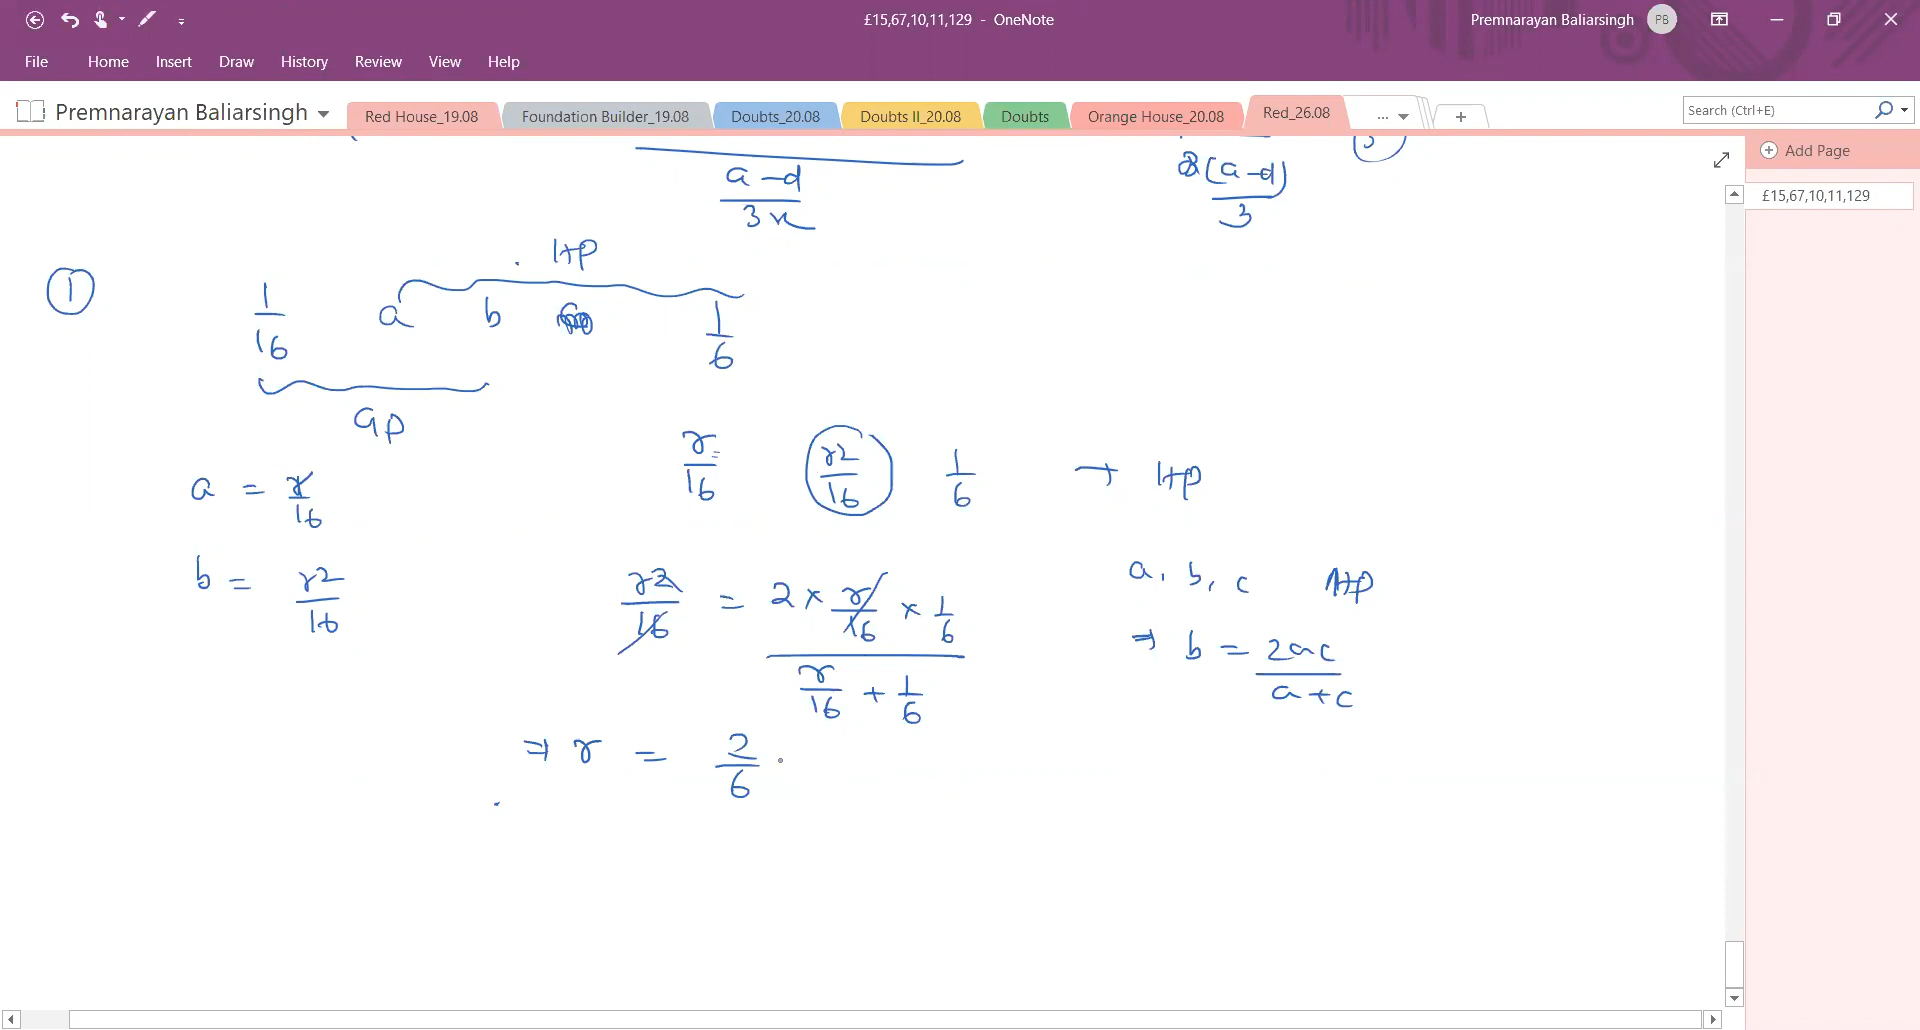 £15,67,10,11,129 - OneNote
Premnarayan Baliarsingh PB
File Home Insert Draw History Review View Help
Premnarayan Baliarsingh
Red House_19.08 Foundation Builder_19.08 Doubts_20.08 Doubts II_20.08 Doubts Orange House_20.08 Red_26.08 ... +
Search (Ctrl+E)
Add Page
£15,67,10,11,129
a-d
3x
2(a-d)
3
HP
1
1/16 a b 1/6
GP
a = r/16
r/16 r2/16 1/6 → HP
b = r2/16
r2/16 = 2 × r/16 × 1/6
r/16 + 1/6
a, b, c HP
⇒ b = 2ac
a+c
⇒ r = 2/6